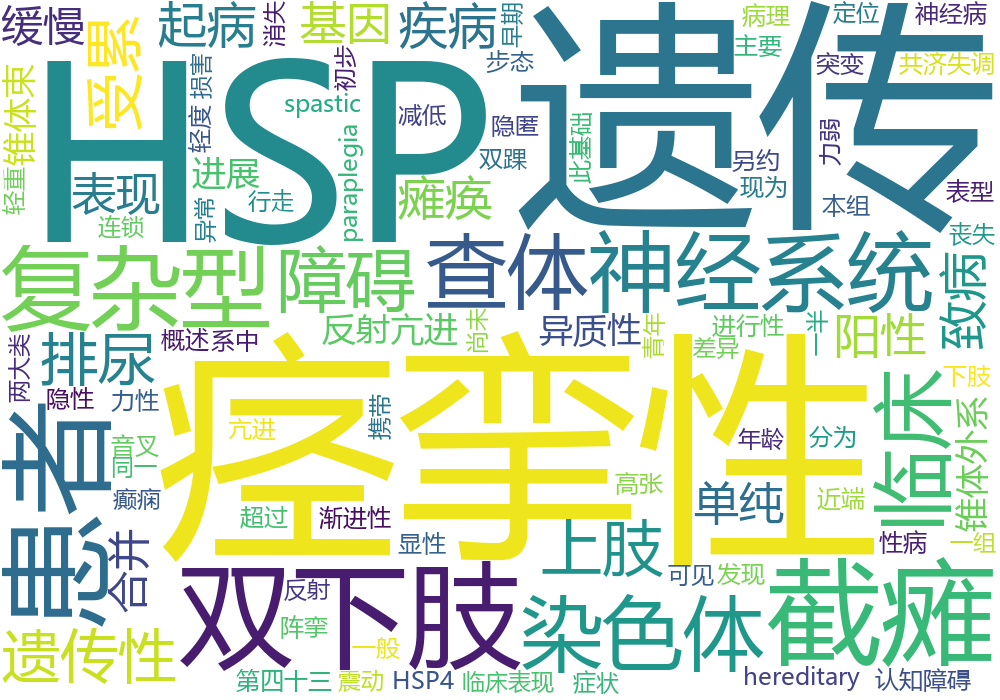 缓慢
受累
起病
消失
基因
疾病
早期
病理
定位
神经病
步态
主要
突变
共济失调
轻重
锥体束
HSP
轻度
损害
初步
spastic
减低
隐匿
此基础
遗传
力弱
双踝
另约
现为
表现
进展
行走
异常
paraplegia
c
瘫痪
本组
表型
连锁
丧失
复杂型
障碍
查体
神经系统
致病
两大类
排尿
概述
系中
反射亢进
尚未
异质性
青年
进行性
差异
一半
阳性
隐性
力性
痉挛性
携带
亢进
年龄
分为
下肢
临床
锥体外系
患者
音叉
同一
癫痫
合并
超过
渐进性
显性
高张
单纯
近端
上肢
可见
发现
性病
一组
遗传性
双下肢
反射
阵挛
一般
染色体
截瘫
第四十三
震动
HSP4
临床表现
症状
hereditary
认知障碍